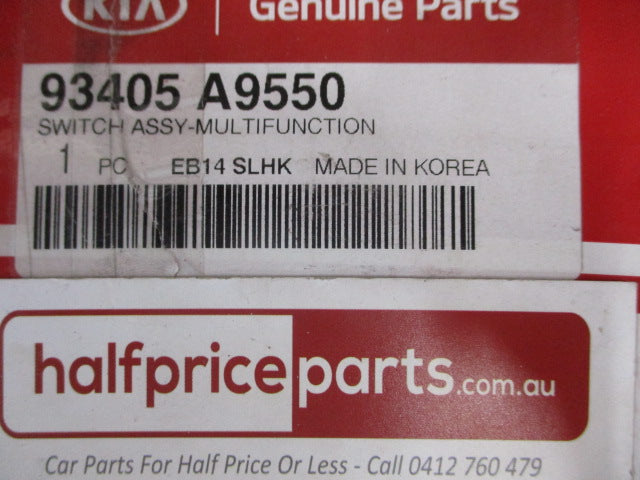 KIA
Genuine Parts
93405 A9550
SWITCH ASSY-MULTIFUNCTION
1 PC EB14 SLHK MADE IN KOREA
halfpriceparts.com.au
Car Parts For Half Price Or Less - Call 0412 760 479